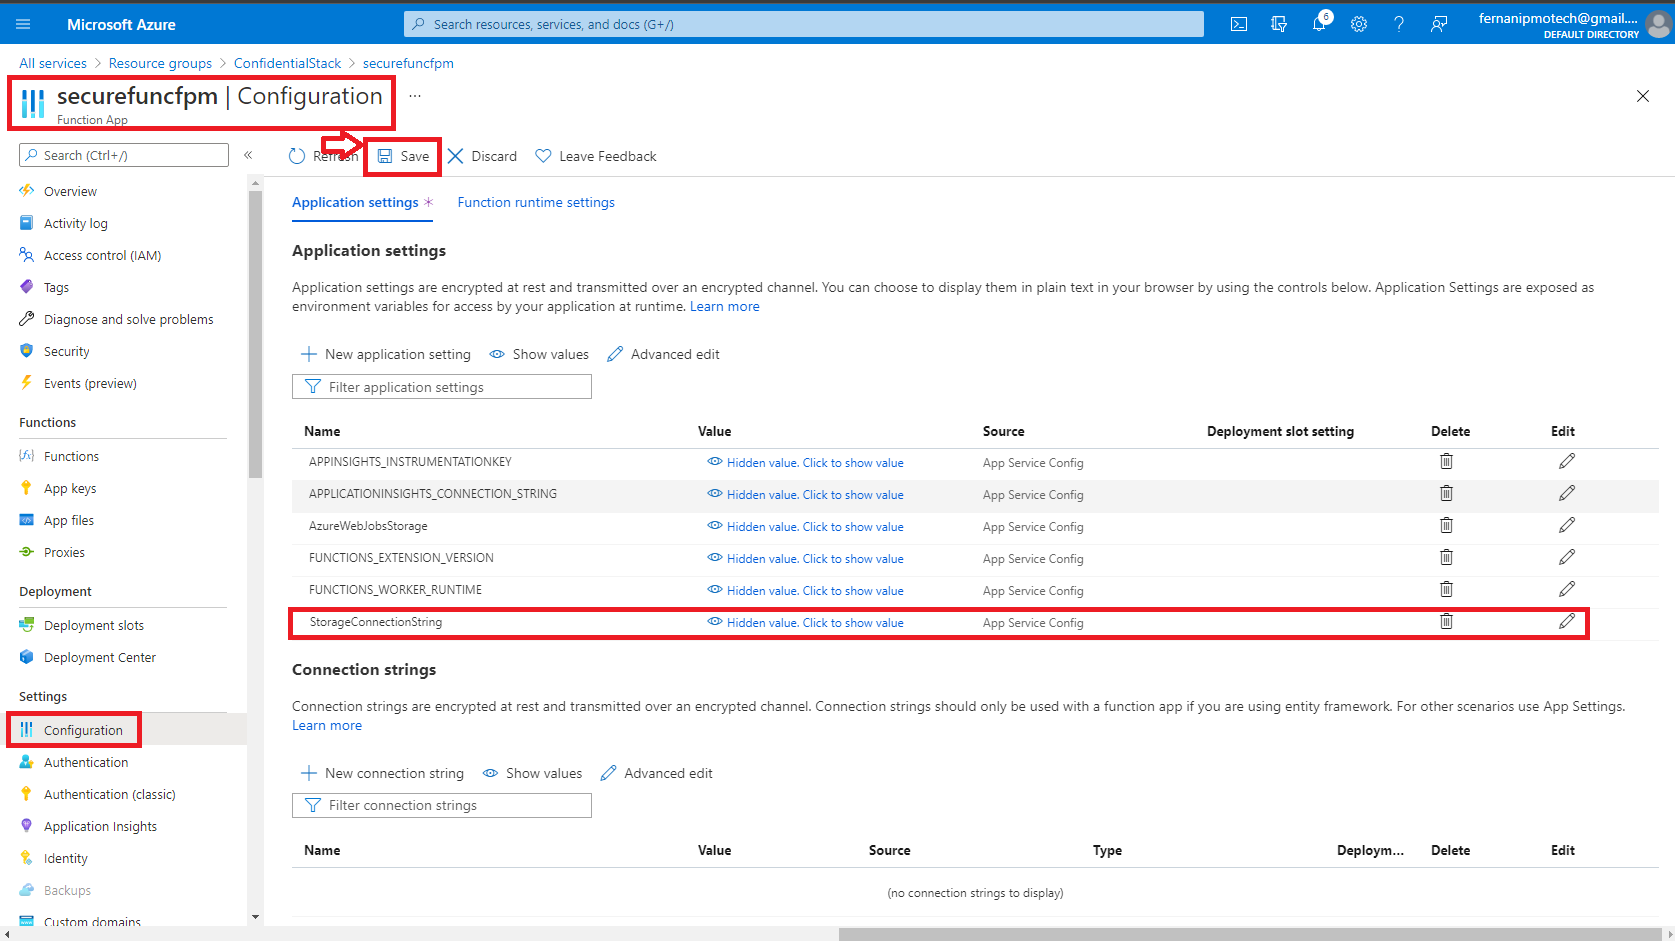 Microsoft Azure
Search resources, services, and docs (G+/)
6
fernanipmotech@gmail....
DEFAULT DIRECTORY
All services > Resource groups > ConfidentialStack > securefuncfpm
securefuncfpm | Configuration ...
Function App
Search (Ctrl+/)
«
Refresh
Save
Discard
Leave Feedback
Overview
Activity log
Access control (IAM)
Tags
Diagnose and solve problems
Security
Events (preview)
Functions
Functions
App keys
App files
Proxies
Deployment
Deployment slots
Deployment Center
Settings
Configuration
Authentication
Authentication (classic)
Application Insights
Identity
Backups
Custom domains
Application settings *
Function runtime settings
Application settings
Application settings are encrypted at rest and transmitted over an encrypted channel. You can choose to display them in plain text in your browser by using the controls below. Application Settings are exposed as
environment variables for access by your application at runtime. Learn more
New application setting
Show values
Advanced edit
Filter application settings
Name Value Source Deployment slot setting Delete Edit
APPINSIGHTS_INSTRUMENTATIONKEY Hidden value. Click to show value App Service Config
APPLICATIONINSIGHTS_CONNECTION_STRING Hidden value. Click to show value App Service Config
AzureWebJobsStorage Hidden value. Click to show value App Service Config
FUNCTIONS_EXTENSION_VERSION Hidden value. Click to show value App Service Config
FUNCTIONS_WORKER_RUNTIME Hidden value. Click to show value App Service Config
StorageConnectionString Hidden value. Click to show value App Service Config
Connection strings
Connection strings are encrypted at rest and transmitted over an encrypted channel. Connection strings should only be used with a function app if you are using entity framework. For other scenarios use App Settings.
Learn more
New connection string
Show values
Advanced edit
Filter connection strings
Name Value Source Type Deploym... Delete Edit
(no connection strings to display)